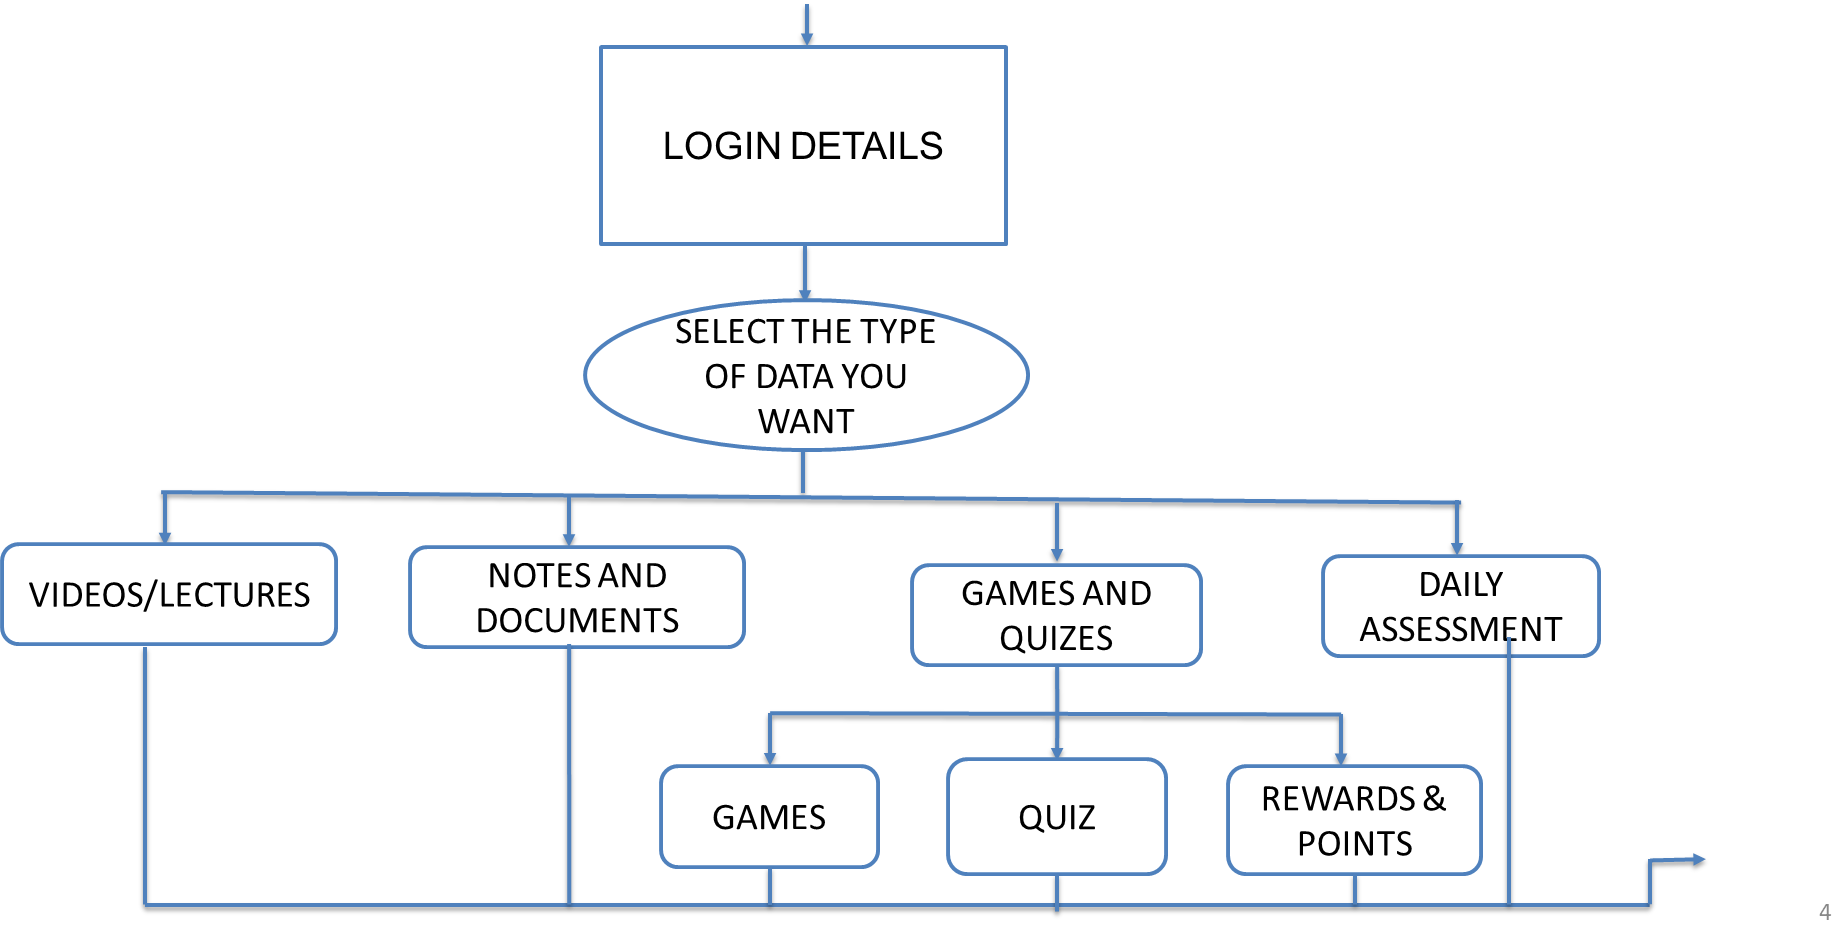 LOGIN DETAILS
SELECT THE TYPE
OF DATA YOU
WANT
VIDEOS/LECTURES
NOTES AND
DOCUMENTS
GAMES AND
QUIZES
DAILY
ASSESSMENT
GAMES
QUIZ
REWARDS &
POINTS
4